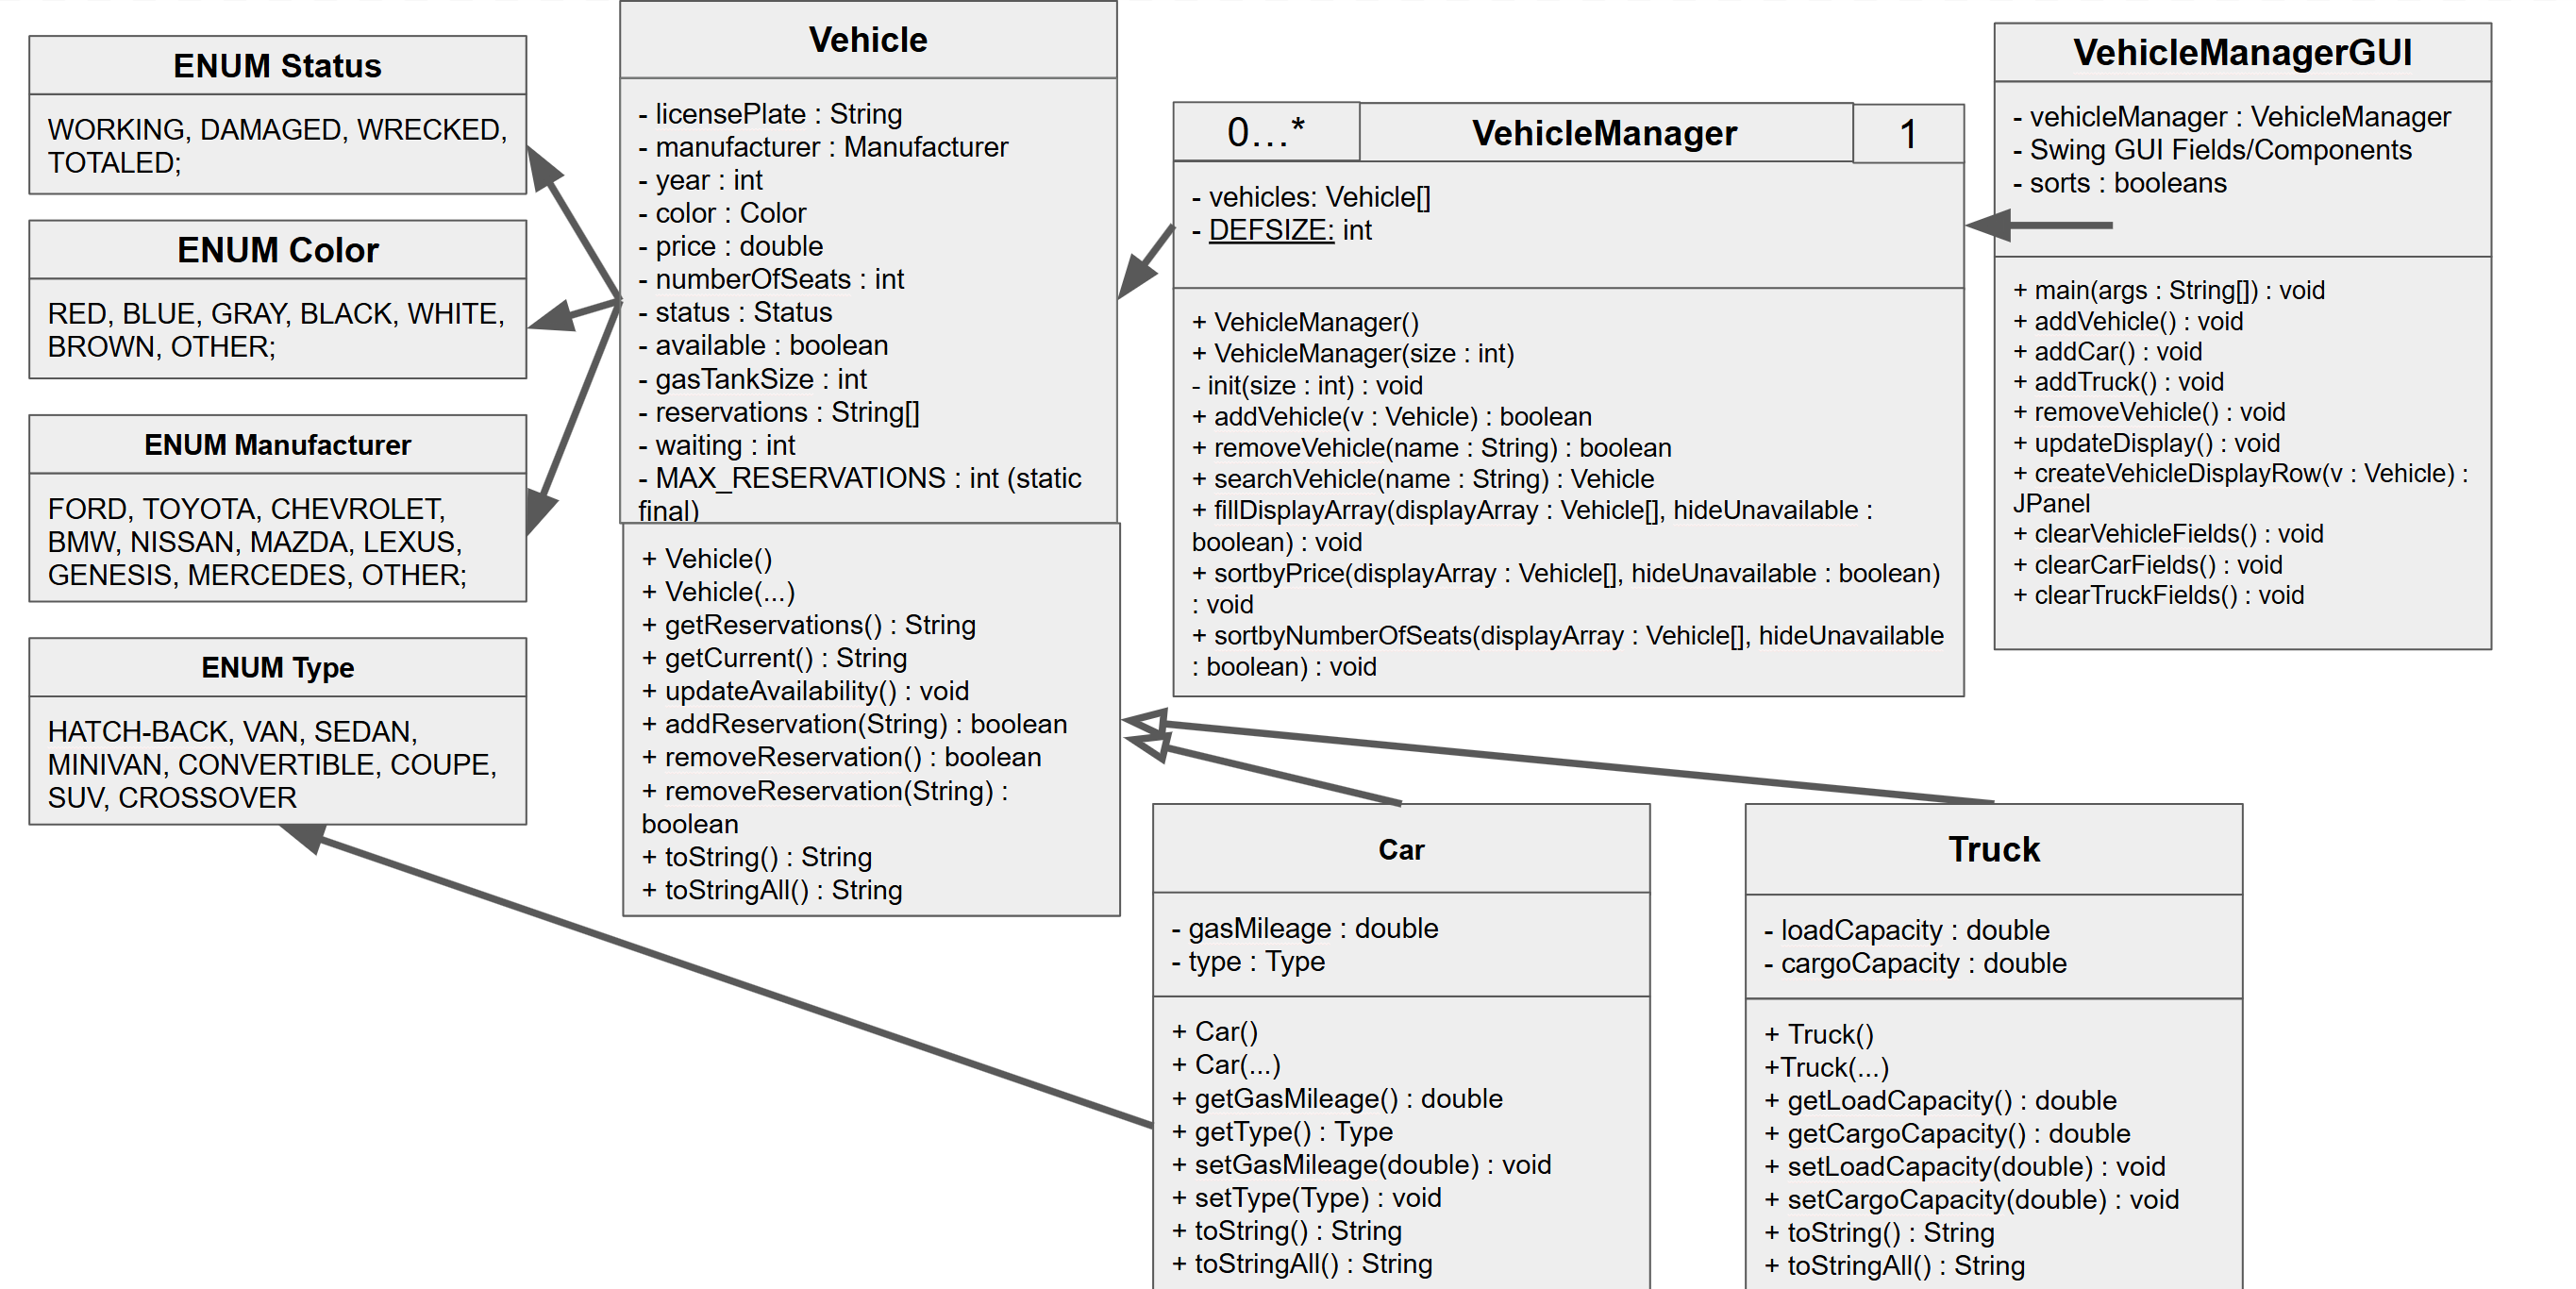 ENUM Status
WORKING, DAMAGED, WRECKED,
TOTALED;
ENUM Color
RED, BLUE, GRAY, BLACK, WHITE,
BROWN, OTHER;
ENUM Manufacturer
FORD, TOYOTA, CHEVROLET,
BMW, NISSAN, MAZDA, LEXUS,
GENESIS, MERCEDES, OTHER;
ENUM Type
HATCH-BACK, VAN, SEDAN,
MINIVAN, CONVERTIBLE, COUPE,
SUV, CROSSOVER
Vehicle
- licensePlate : String
- manufacturer : Manufacturer
- year : int
- color : Color
- price : double
- numberOfSeats : int
- status : Status
- available : boolean
- gasTankSize : int
- reservations : String[]
- waiting : int
- MAX_RESERVATIONS : int (static
final)
+ Vehicle()
+ Vehicle(...)
+ getReservations() : String
+ getCurrent() : String
+ updateAvailability() : void
+ addReservation(String) : boolean
+ removeReservation() : boolean
+ removeReservation(String) :
boolean
+ toString() : String
+ toStringAll() : String
0...*
VehicleManager
1
- vehicles: Vehicle[]
- DEFSIZE: int
+ VehicleManager()
+ VehicleManager(size : int)
- init(size : int) : void
+ addVehicle(v : Vehicle) : boolean
+ removeVehicle(name : String) : boolean
+ searchVehicle(name : String) : Vehicle
+ fillDisplayArray(displayArray : Vehicle[], hideUnavailable :
boolean) : void
+ sortbyPrice(displayArray : Vehicle[], hideUnavailable : boolean)
: void
+ sortbyNumberOfSeats(displayArray : Vehicle[], hideUnavailable
: boolean) : void
VehicleManagerGUI
- vehicleManager : VehicleManager
- Swing GUI Fields/Components
- sorts : booleans
+ main(args : String[]) : void
+ addVehicle() : void
+ addCar() : void
+ addTruck() : void
+ removeVehicle() : void
+ updateDisplay() : void
+ createVehicleDisplayRow(v : Vehicle) :
JPanel
+ clearVehicleFields() : void
+ clearCarFields() : void
+ clearTruckFields() : void
Car
- gasMileage : double
- type : Type
+ Car()
+ Car(...)
+ getGasMileage() : double
+ getType() : Type
+ setGasMileage(double) : void
+ setType(Type) : void
+ toString() : String
+ toStringAll() : String
Truck
- loadCapacity : double
- cargoCapacity : double
+ Truck()
+Truck(...)
+ getLoadCapacity() : double
+ getCargoCapacity() : double
+ setLoadCapacity(double) : void
+ setCargoCapacity(double) : void
+ toString() : String
+ toStringAll() : String